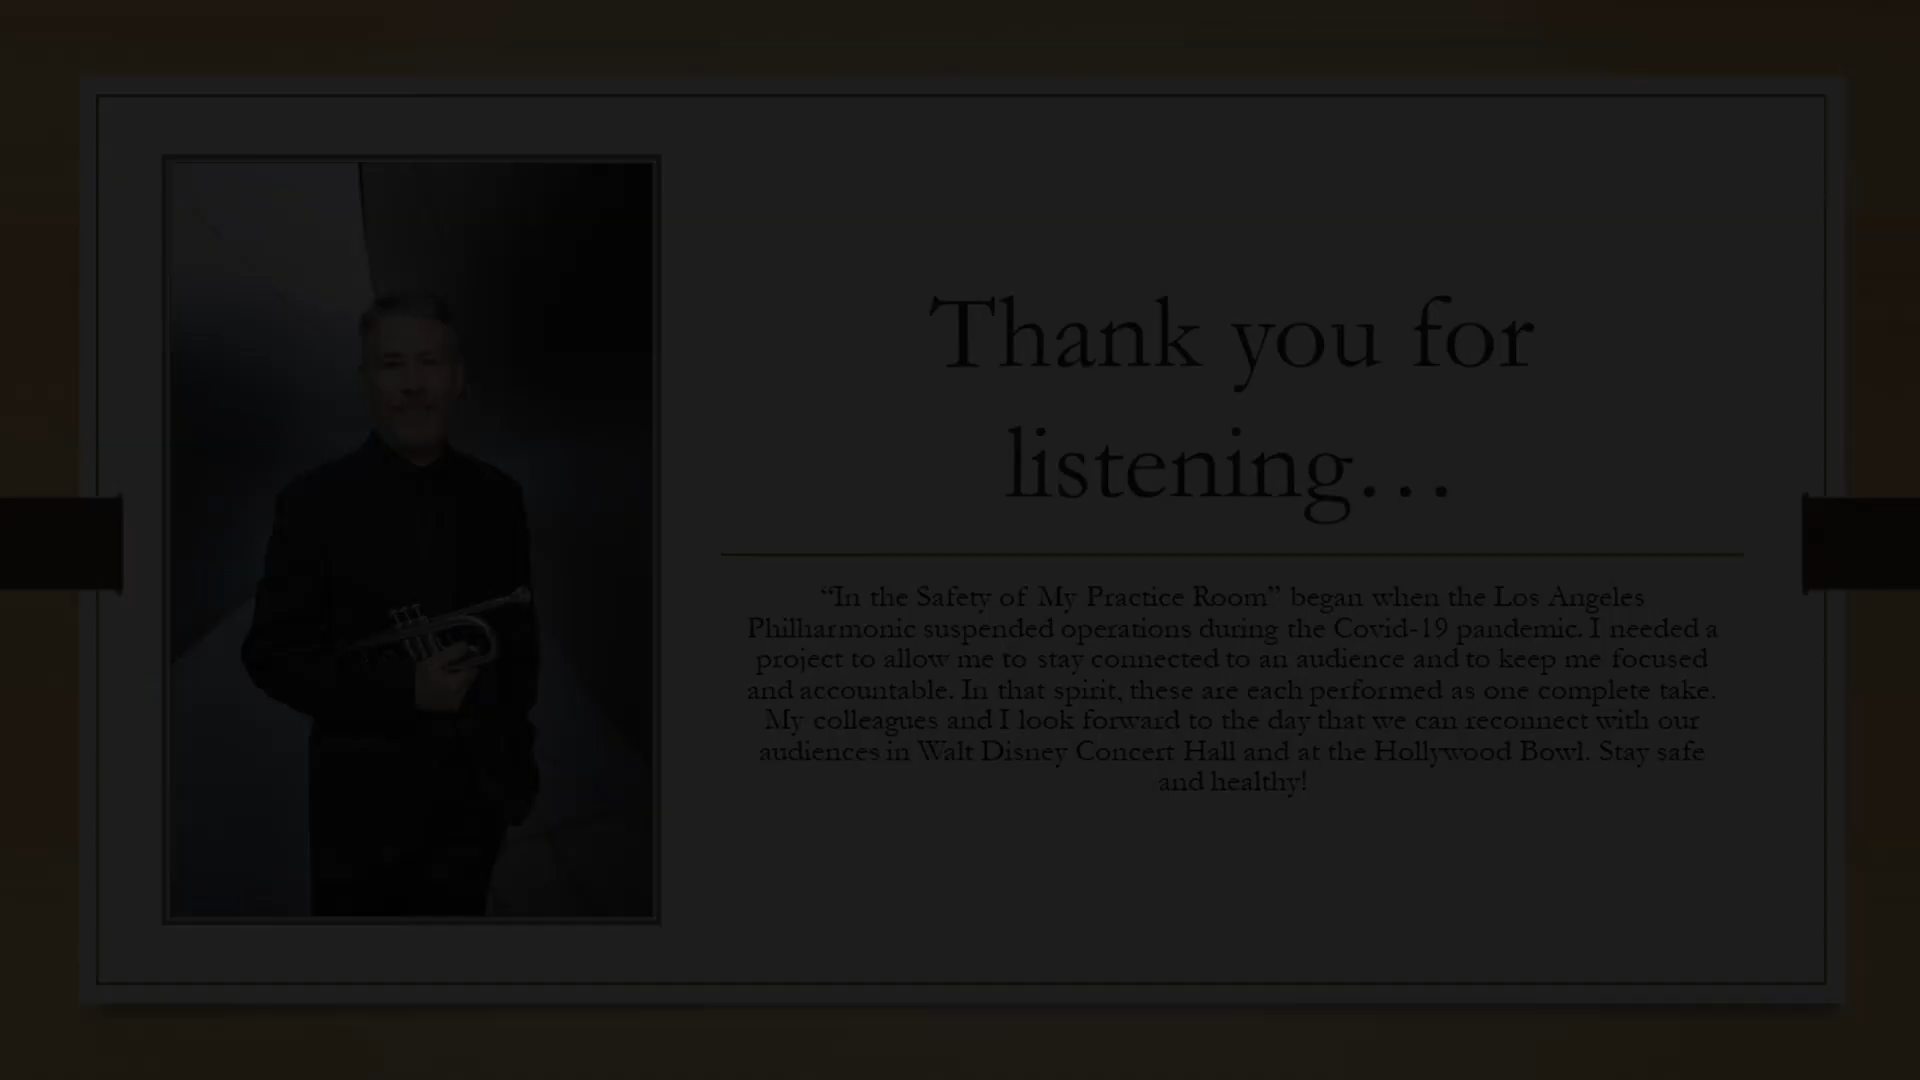 Thank you for
listening…
“In the Safety of My Practice Room” began when the Los Angeles
Philharmonic suspended operations during the Covid-19 pandemic. I needed a
project to allow me to stay connected to an audience and to keep me focused
and accountable. In that spirit, these are each performed as one complete take.
My colleagues and I look forward to the day that we can reconnect with our
audiences in Walt Disney Concert Hall and at the Hollywood Bowl. Stay safe
and healthy!